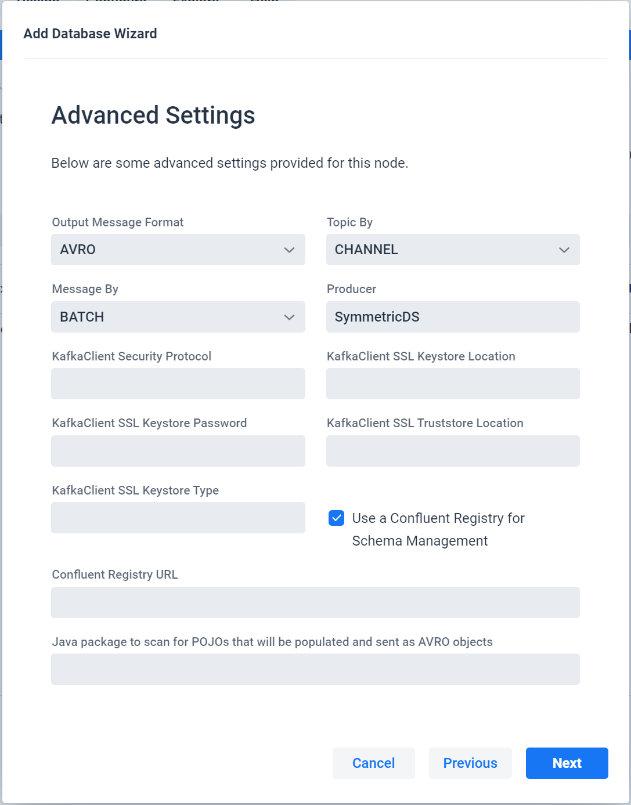 Add Database Wizard
Advanced Settings
Below are some advanced settings provided for this node.
Output Message Format
Topic By
AVRO
CHANNEL
Message By
Producer
BATCH
SymmetricDS
KafkaClient Security Protocol
KafkaClient SSL Keystore Location
KafkaClient SSL Keystore Password
KafkaClient SSL Truststore Location
KafkaClient SSL Keystore Type
Use a Confluent Registry for
Schema Management
Confluent Registry URL
Java package to scan for POJOs that will be populated and sent as AVRO objects
Cancel
Previous
Next